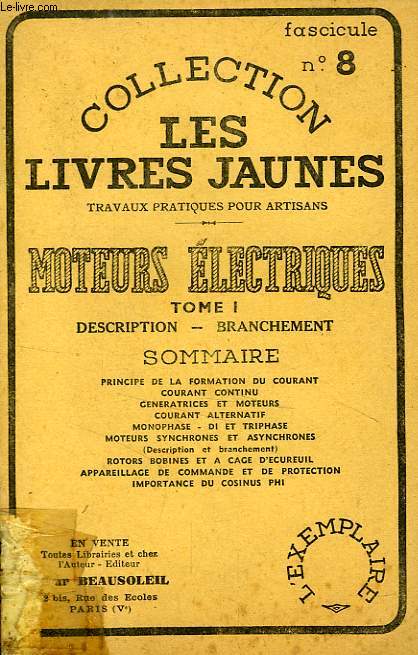 Le-livre.com
fascicule
n° 8
COLLECTION
LES
LIVRES JAUNES
TRAVAUX PRATIQUES POUR ARTISANS
MOTEURS ÉLECTRIQUES
TOME I
DESCRIPTION — BRANCHEMENT
SOMMAIRE
PRINCIPE DE LA FORMATION DU COURANT
COURANT CONTINU
GENERATRICES ET MOTEURS
COURANT ALTERNATIF
MONOPHASE - DI ET TRIPHASE
MOTEURS SYNCHRONES ET ASYNCHRONES
(Description et branchement)
ROTORS BOBINES ET A CAGE D'ECUREUIL
APPAREILLAGE DE COMMANDE ET DE PROTECTION
IMPORTANCE DU COSINUS PHI
EN VENTE
Toutes Librairies et chez
l'Auteur - Editeur
BEAUSOLEIL
2 bis, Rue des Ecoles
PARIS (Vᵉ)
L'EXEMPLAIRE